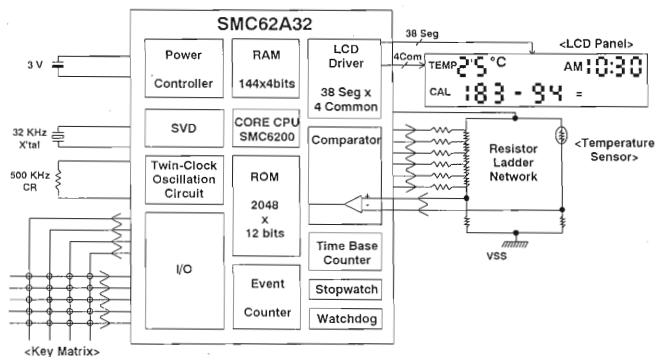 SMC62A32
38 Seg
<LCD Panel>
4Com
Power
Controller
RAM
144x4bits
LCD
Driver
38 Seg x
4 Common
3 V
TEMP 25 °C
AM 10:30
CAL 183 - 94 =
SVD
CORE CPU
SMC6200
Comparator
32 KHz
X'tal
Twin-Clock
Oscillation
Circuit
500 KHz
CR
ROM
2048
x
12 bits
Resistor
Ladder
Network
<Temperature
Sensor>
+
-
VSS
I/O
Time Base
Counter
Event
Counter
Stopwatch
Watchdog
<Key Matrix>